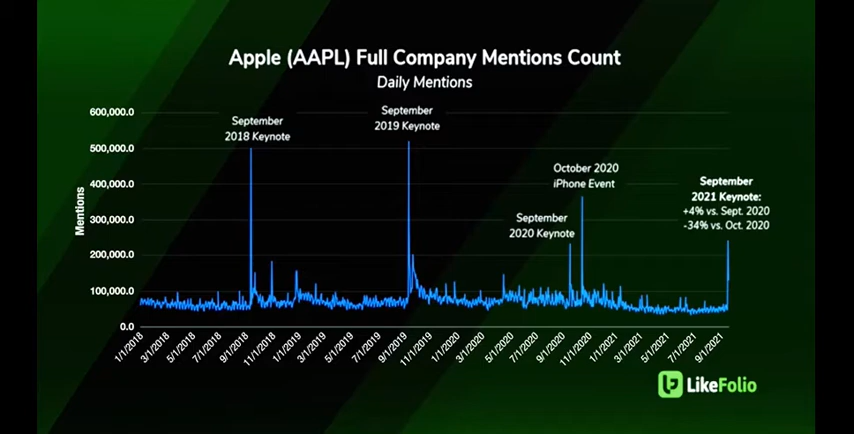 Apple (AAPL) Full Company Mentions Count
Daily Mentions
Mentions
600,000.0
500,000.0
400,000.0
300,000.0
200,000.0
100,000.0
0.0
September
2018 Keynote
September
2019 Keynote
October 2020
iPhone Event
September
2020 Keynote
September
2021 Keynote:
+4% vs. Sept. 2020
-34% vs. Oct. 2020
1/1/2018
3/1/2018
5/1/2018
7/1/2018
9/1/2018
11/1/2018
1/1/2019
3/1/2019
5/1/2019
7/1/2019
9/1/2019
11/1/2019
1/1/2020
3/1/2020
5/1/2020
7/1/2020
9/1/2020
11/1/2020
1/1/2021
3/1/2021
5/1/2021
7/1/2021
9/1/2021
LikeFolio